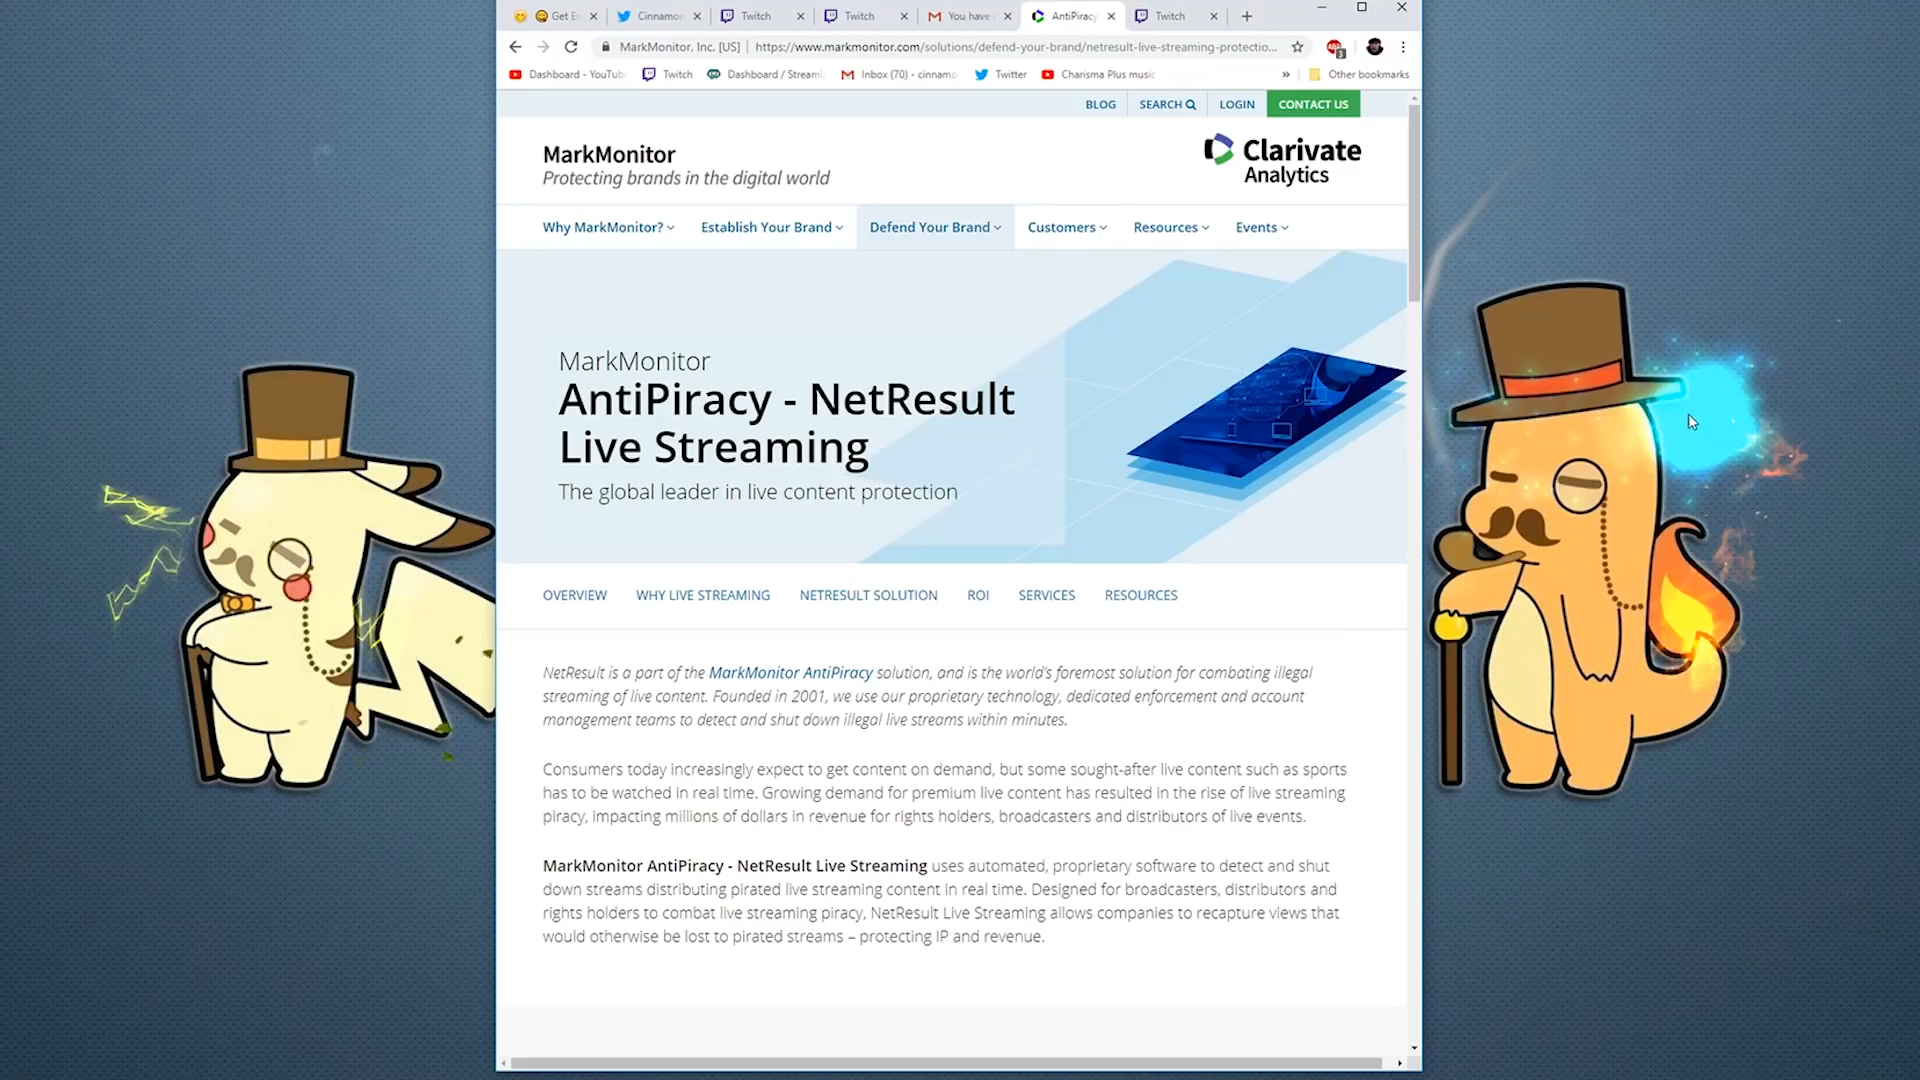 Get E
Cinnamon
Twitch
Twitch
You have
AntiPiracy
Twitch
MarkMonitor, Inc. [US]
https://www.markmonitor.com/solutions/defend-your-brand/netresult-live-streaming-protectio...
Dashboard - YouTub
Twitch
Dashboard / Streaml
Inbox (70) - cinnamo
Twitter
Charisma Plus music
Other bookmarks
BLOG
SEARCH
LOGIN
CONTACT US
MarkMonitor
Protecting brands in the digital world
Clarivate
Analytics
Why MarkMonitor?
Establish Your Brand
Defend Your Brand
Customers
Resources
Events
MarkMonitor
AntiPiracy - NetResult
Live Streaming
The global leader in live content protection
OVERVIEW
WHY LIVE STREAMING
NETRESULT SOLUTION
ROI
SERVICES
RESOURCES
NetResult is a part of the MarkMonitor AntiPiracy solution, and is the world's foremost solution for combating illegal
streaming of live content. Founded in 2001, we use our proprietary technology, dedicated enforcement and account
management teams to detect and shut down illegal live streams within minutes.
Consumers today increasingly expect to get content on demand, but some sought-after live content such as sports
has to be watched in real time. Growing demand for premium live content has resulted in the rise of live streaming
piracy, impacting millions of dollars in revenue for rights holders, broadcasters and distributors of live events.
MarkMonitor AntiPiracy - NetResult Live Streaming uses automated, proprietary software to detect and shut
down streams distributing pirated live streaming content in real time. Designed for broadcasters, distributors and
rights holders to combat live streaming piracy, NetResult Live Streaming allows companies to recapture views that
would otherwise be lost to pirated streams – protecting IP and revenue.